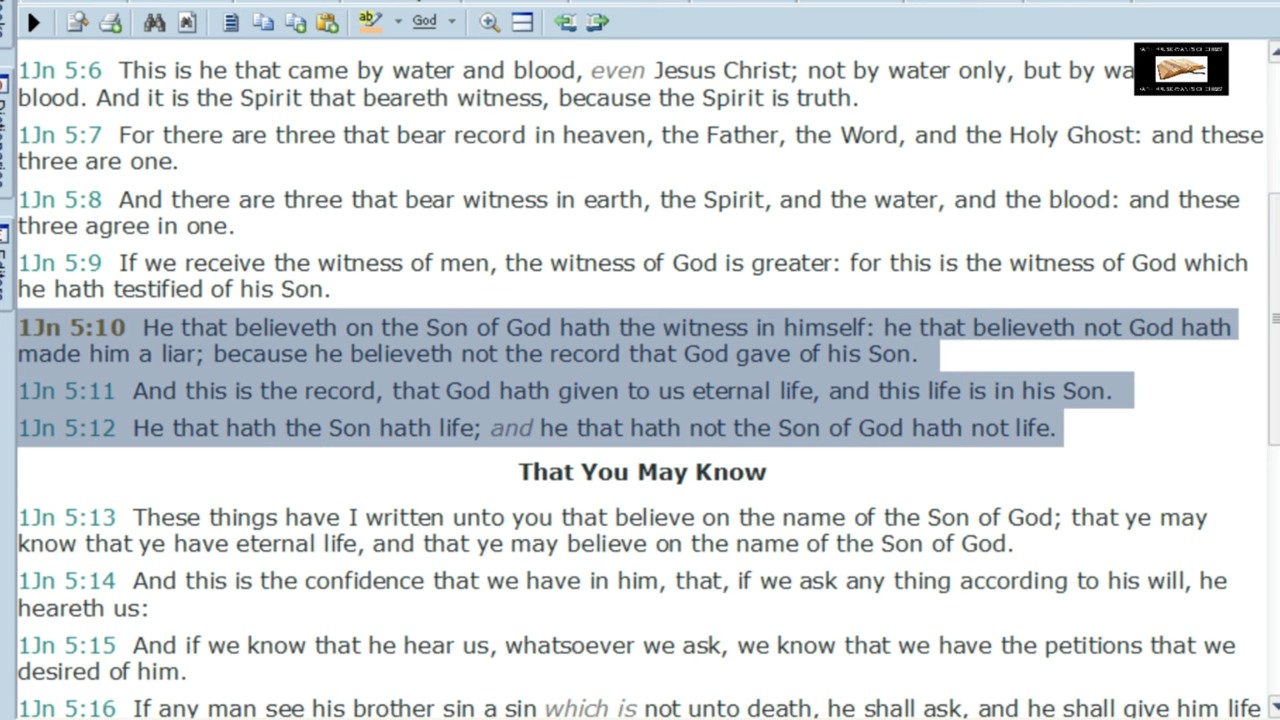 God
1Jn 5:6 This is he that came by water and blood, even Jesus Christ; not by water only, but by wa
blood. And it is the Spirit that beareth witness, because the Spirit is truth.
1Jn 5:7 For there are three that bear record in heaven, the Father, the Word, and the Holy Ghost: and these
three are one.
1Jn 5:8 And there are three that bear witness in earth, the Spirit, and the water, and the blood: and these
three agree in one.
1Jn 5:9 If we receive the witness of men, the witness of God is greater: for this is the witness of God which
he hath testified of his Son.
1Jn 5:10 He that believeth on the Son of God hath the witness in himself: he that believeth not God hath
made him a liar; because he believeth not the record that God gave of his Son.
1Jn 5:11 And this is the record, that God hath given to us eternal life, and this life is in his Son.
1Jn 5:12 He that hath the Son hath life; and he that hath not the Son of God hath not life.
That You May Know
1Jn 5:13 These things have I written unto you that believe on the name of the Son of God; that ye may
know that ye have eternal life, and that ye may believe on the name of the Son of God.
1Jn 5:14 And this is the confidence that we have in him, that, if we ask any thing according to his will, he
heareth us:
1Jn 5:15 And if we know that he hear us, whatsoever we ask, we know that we have the petitions that we
desired of him.
1Jn 5:16 If any man see his brother sin a sin which is not unto death, he shall ask, and he shall give him life